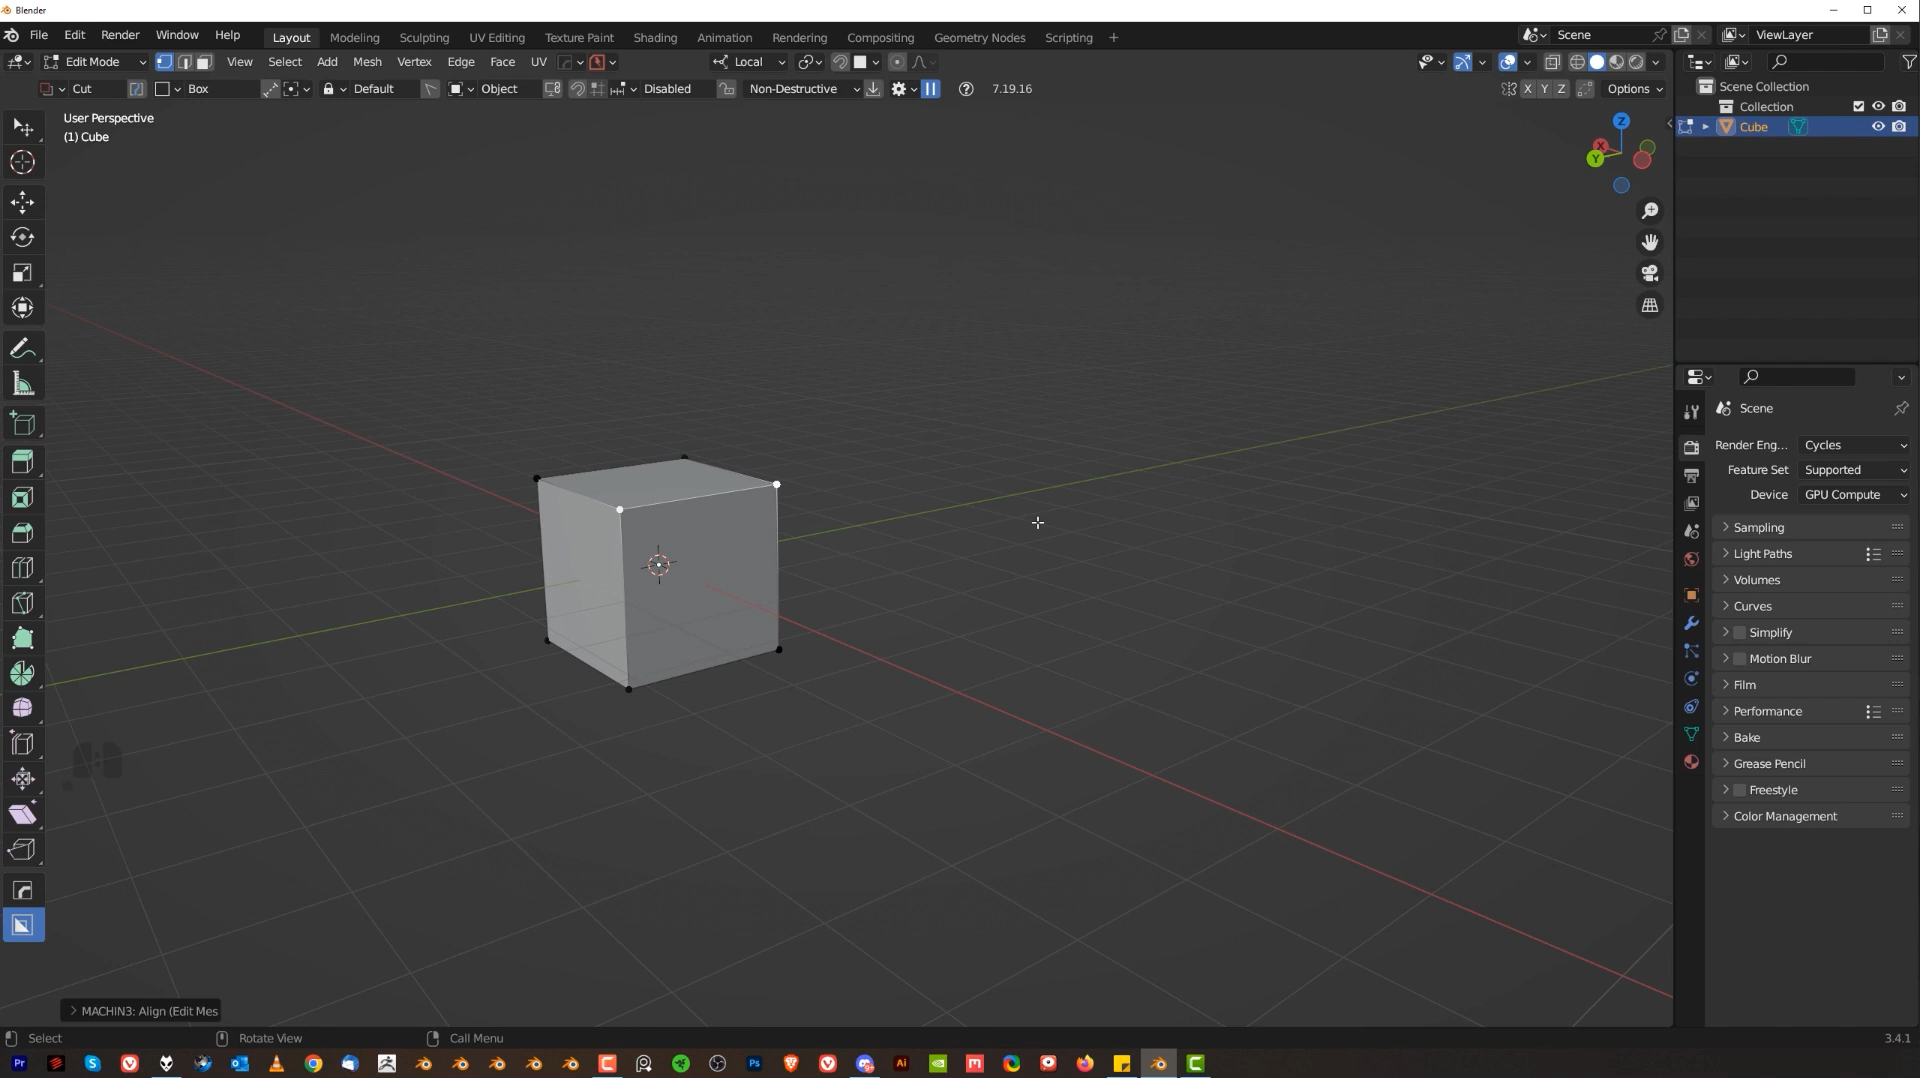 Blender
File Edit Render Window Help
Layout Modeling Sculpting UV Editing Texture Paint Shading Animation Rendering Compositing Geometry Nodes Scripting +
Scene
ViewLayer
Edit Mode View Select Add Mesh Vertex Edge Face UV
Local
Cut Box Default Object Disabled Non-Destructive 7.19.16
X Y Z Options
User Perspective
(1) Cube
Z
X
Y
Scene Collection
Collection
Cube
Scene
Render Eng... Cycles
Feature Set Supported
Device GPU Compute
Sampling
Light Paths
Volumes
Curves
Simplify
Motion Blur
Film
Performance
Bake
Grease Pencil
Freestyle
Color Management
MACHIN3: Align (Edit Mes
Select Rotate View Call Menu 3.4.1
Pr Ps Ai